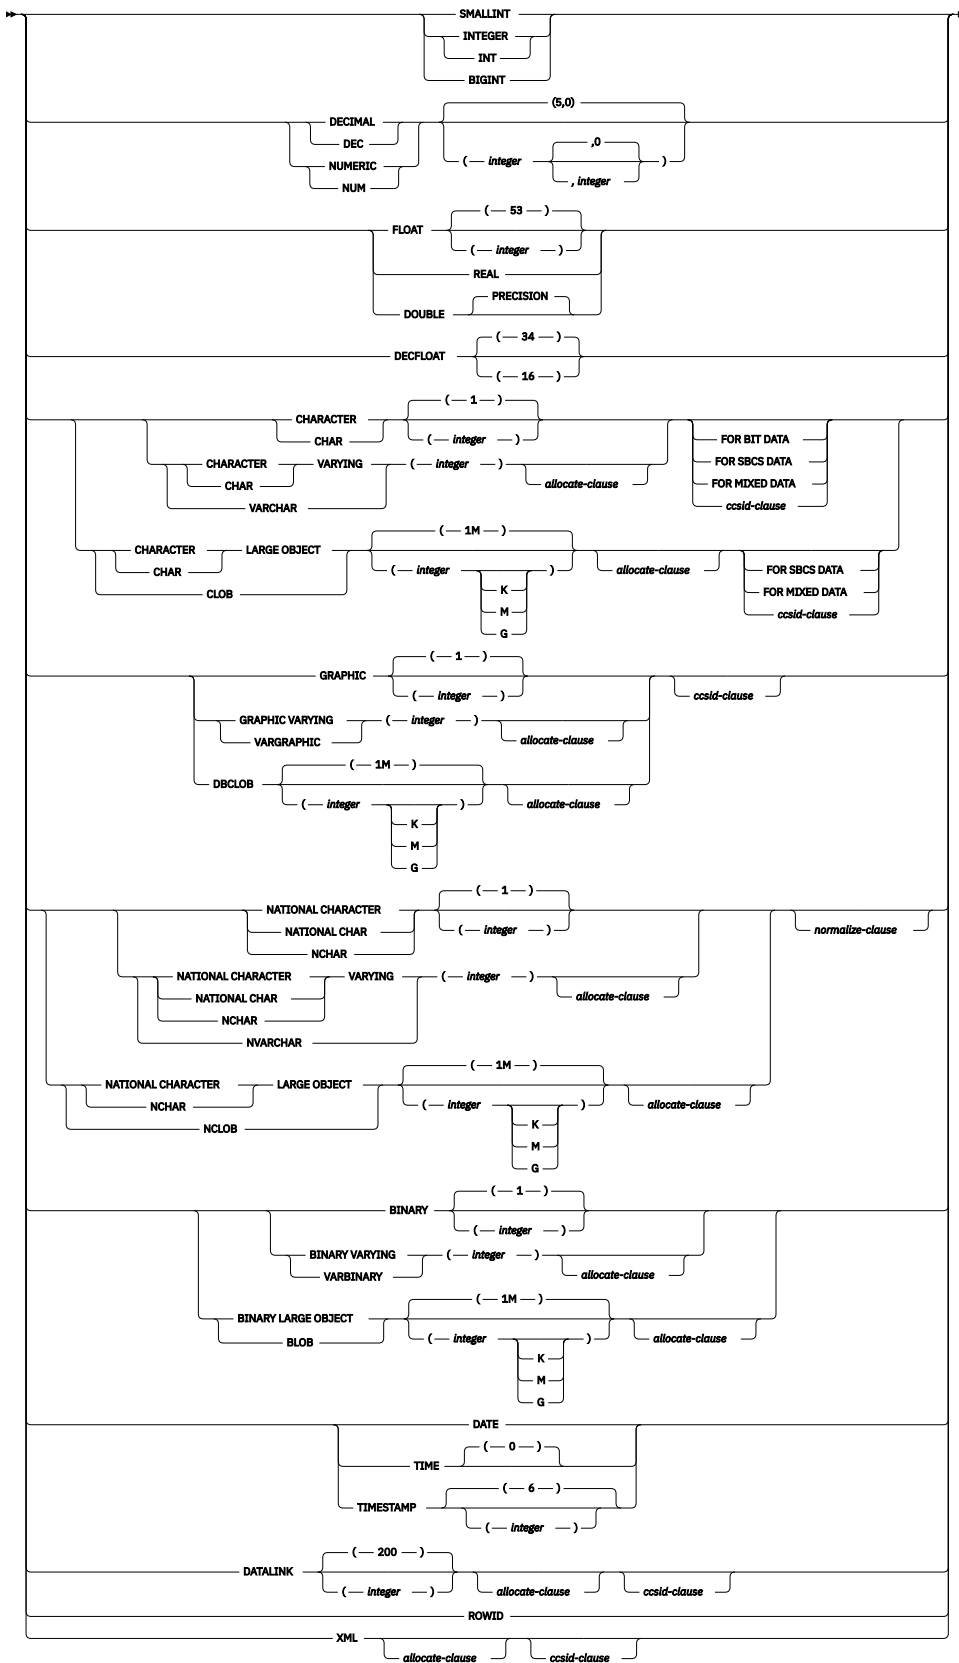 SMALLINT
INTEGER
INT
BIGINT
(5,0)
DECIMAL
DEC
,0
( integer )
NUMERIC
, integer
NUM
( 53 )
FLOAT
( integer )
REAL
PRECISION
DOUBLE
( 34 )
DECFLOAT
( 16 )
( 1 )
CHARACTER
CHAR ( integer ) FOR BIT DATA
CHARACTER VARYING ( integer ) FOR SBCS DATA
CHAR allocate-clause FOR MIXED DATA
VARCHAR ccsid-clause
( 1M )
CHARACTER LARGE OBJECT
CHAR ( integer ) allocate-clause FOR SBCS DATA
CLOB K FOR MIXED DATA
M ccsid-clause
G
( 1 )
GRAPHIC
( integer ) ccsid-clause
GRAPHIC VARYING ( integer )
VARGRAPHIC allocate-clause
( 1M )
DBCLOB
( integer ) allocate-clause
K
M
G
( 1 )
NATIONAL CHARACTER
NATIONAL CHAR ( integer ) normalize-clause
NCHAR
NATIONAL CHARACTER VARYING ( integer )
NATIONAL CHAR allocate-clause
NCHAR
NVARCHAR
( 1M )
NATIONAL CHARACTER LARGE OBJECT
NCHAR ( integer ) allocate-clause
NCLOB K
M
G
( 1 )
BINARY
( integer )
BINARY VARYING ( integer )
VARBINARY allocate-clause
( 1M )
BINARY LARGE OBJECT
BLOB ( integer ) allocate-clause
K
M
G
DATE
( 0 )
TIME
( 6 )
TIMESTAMP
( integer )
( 200 )
DATALINK
( integer ) allocate-clause ccsid-clause
ROWID
XML
allocate-clause ccsid-clause